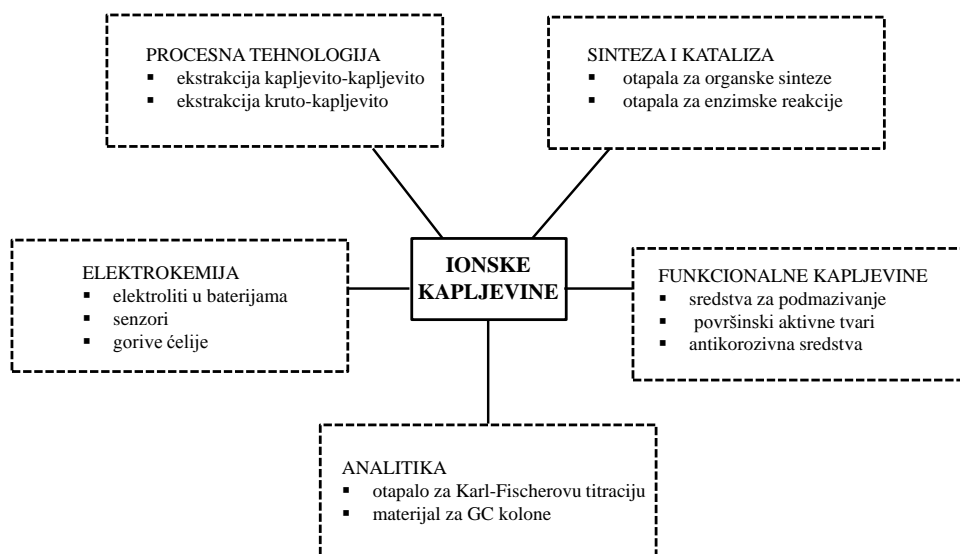 PROCESNA TEHNOLOGIJA
▪ ekstrakcija kapljevito-kapljevito
▪ ekstrakcija kruto-kapljevito
SINTEZA I KATALIZA
▪ otapala za organske sinteze
▪ otapala za enzimske reakcije
ELEKTROKEMIJA
▪ elektroliti u baterijama
▪ senzori
▪ gorive ćelije
IONSKE
KAPLJEVINE
FUNKCIONALNE KAPLJEVINE
▪ sredstva za podmazivanje
▪ površinski aktivne tvari
▪ antikorozivna sredstva
ANALITIKA
▪ otapalo za Karl-Fischerovu titraciju
▪ materijal za GC kolone